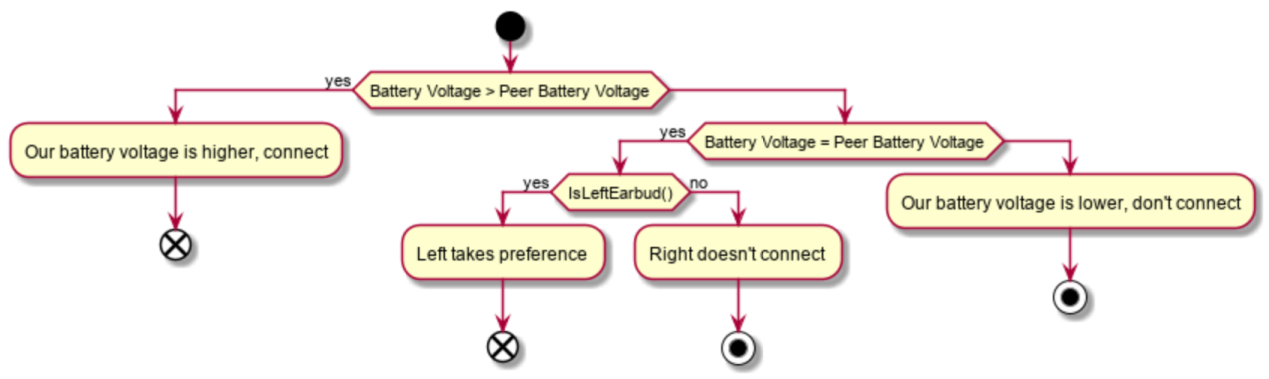 yes
Battery Voltage > Peer Battery Voltage
Our battery voltage is higher, connect
yes
Battery Voltage = Peer Battery Voltage
yes
IsLeftEarbud()
no
Our battery voltage is lower, don't connect
Left takes preference
Right doesn't connect